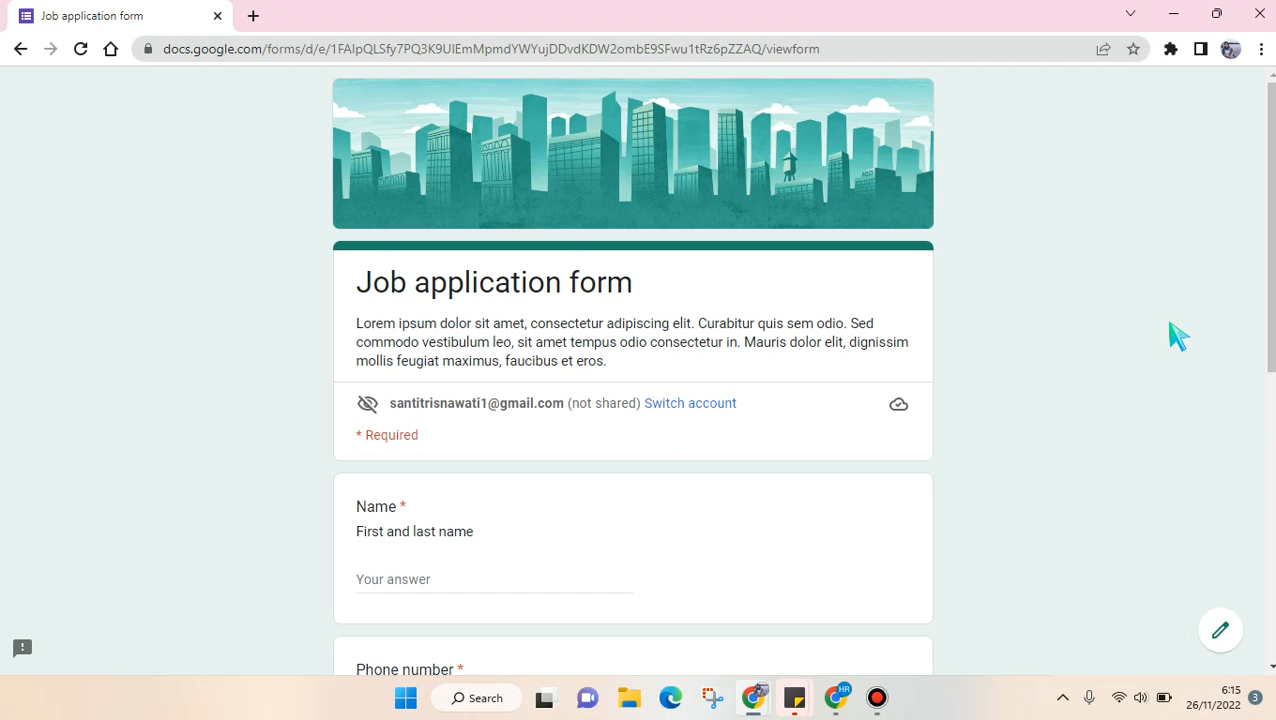 Job application form
docs.google.com/forms/d/e/1FAIpQLSfy7PQ3K9UIEmMpmdYWYujDDvdKDW2ombE9SFwu1tRz6pZZAQ/viewform
Job application form
Lorem ipsum dolor sit amet, consectetur adipiscing elit. Curabitur quis sem odio. Sed
commodo vestibulum leo, sit amet tempus odio consectetur in. Mauris dolor elit, dignissim
mollis feugiat maximus, faucibus et eros.
santitrisnawati1@gmail.com (not shared) Switch account
* Required
Name *
First and last name
Your answer
Phone number *
Search
HR
6:15
26/11/2022
3